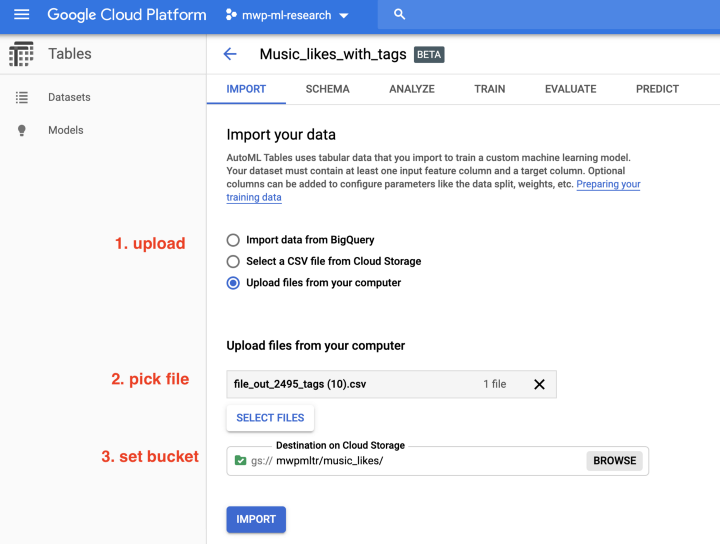 Google Cloud Platform
mwp-ml-research
Tables
Music_likes_with_tags
BETA
Datasets
Models
IMPORT
SCHEMA
ANALYZE
TRAIN
EVALUATE
PREDICT
Import your data
AutoML Tables uses tabular data that you import to train a custom machine learning model.
Your dataset must contain at least one input feature column and a target column. Optional
columns can be added to configure parameters like the data split, weights, etc. Preparing your
training data
1. upload
Import data from BigQuery
Select a CSV file from Cloud Storage
Upload files from your computer
Upload files from your computer
2. pick file
file_out_2495_tags (10).csv
1 file
SELECT FILES
3. set bucket
Destination on Cloud Storage
gs:// mwpmltr/music_likes/
BROWSE
IMPORT